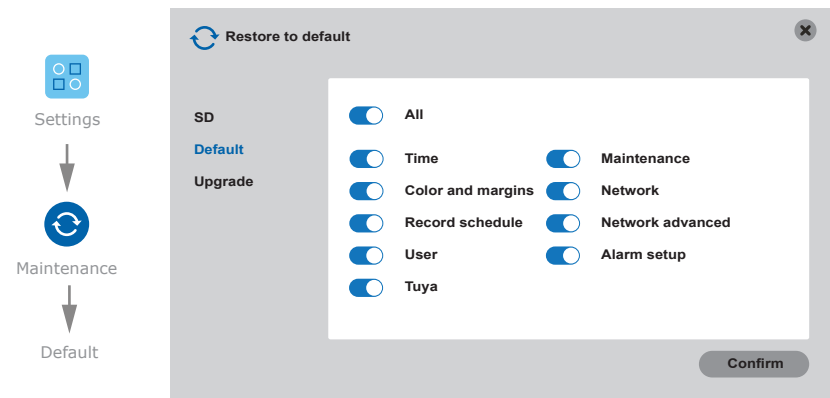 Settings
Maintenance
Default
Restore to default
SD
Default
Upgrade
All
Time
Maintenance
Color and margins
Network
Record schedule
Network advanced
User
Alarm setup
Tuya
Confirm